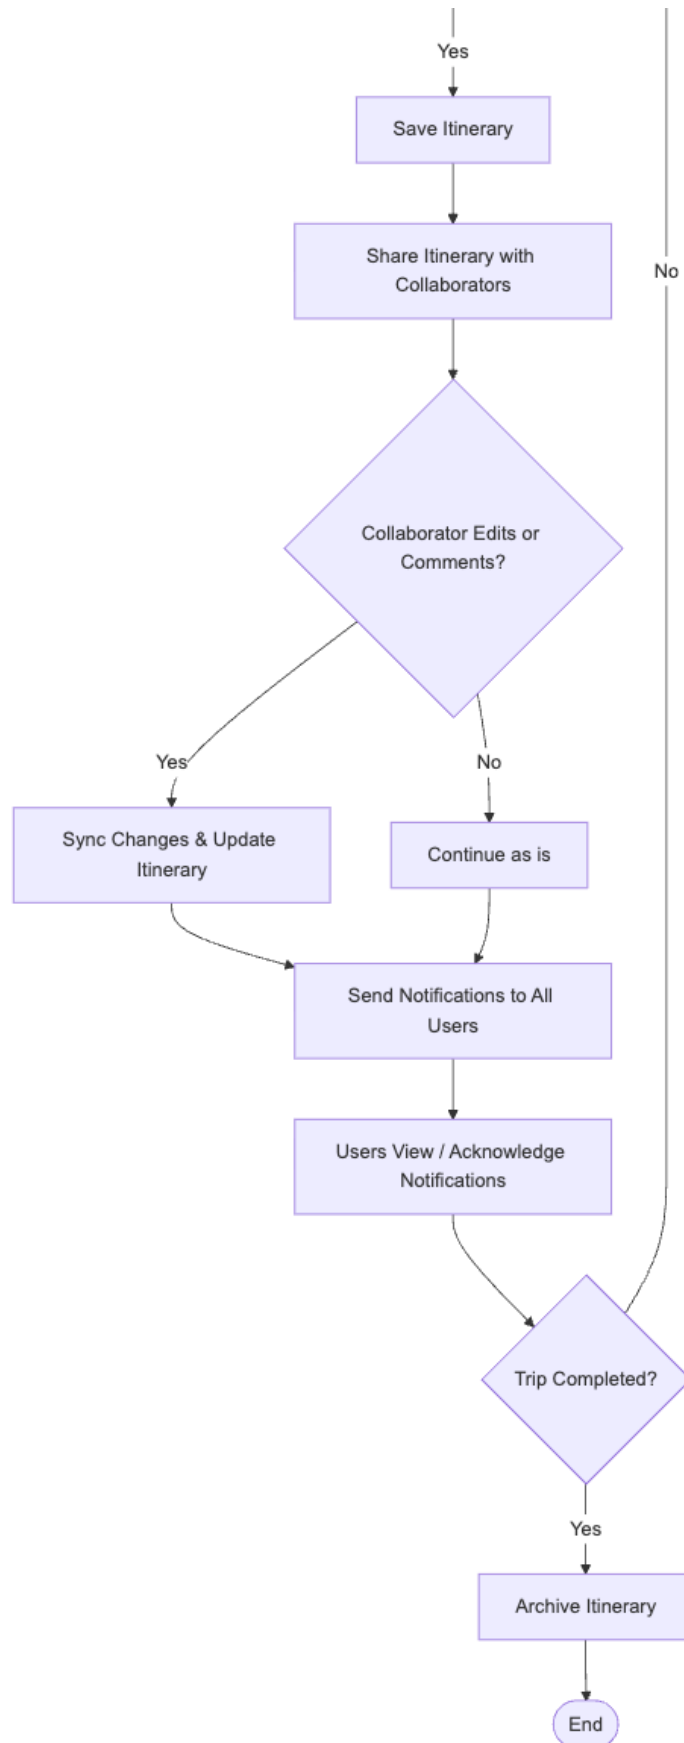 Yes
Save Itinerary
Share Itinerary with
Collaborators
No
Collaborator Edits or
Comments?
Yes
No
Sync Changes & Update
Itinerary
Continue as is
Send Notifications to All
Users
Users View / Acknowledge
Notifications
Trip Completed?
Yes
Archive Itinerary
End